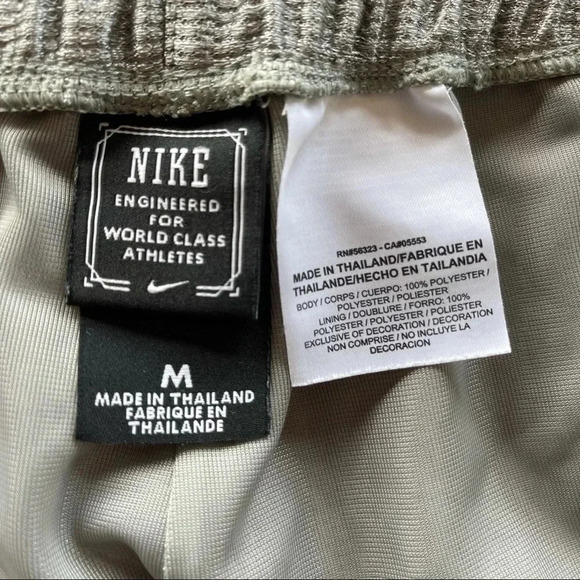 NIKE
ENGINEERED
FOR
WORLD CLASS
ATHLETES
M
MADE IN THAILAND
FABRIQUE EN
THAILANDE
RN#56323 - CA#05553
MADE IN THAILAND/FABRIQUE EN
THAILANDE/HECHO EN TAILANDIA
BODY / CORPS / CUERPO: 100% POLYESTER /
POLYESTER / POLIESTER
LINING / DOUBLURE / FORRO: 100%
POLYESTER / POLYESTER / POLIESTER
EXCLUSIVE OF DECORATION / DECORATION
NON COMPRISE / NO INCLUYE LA
DECORACION